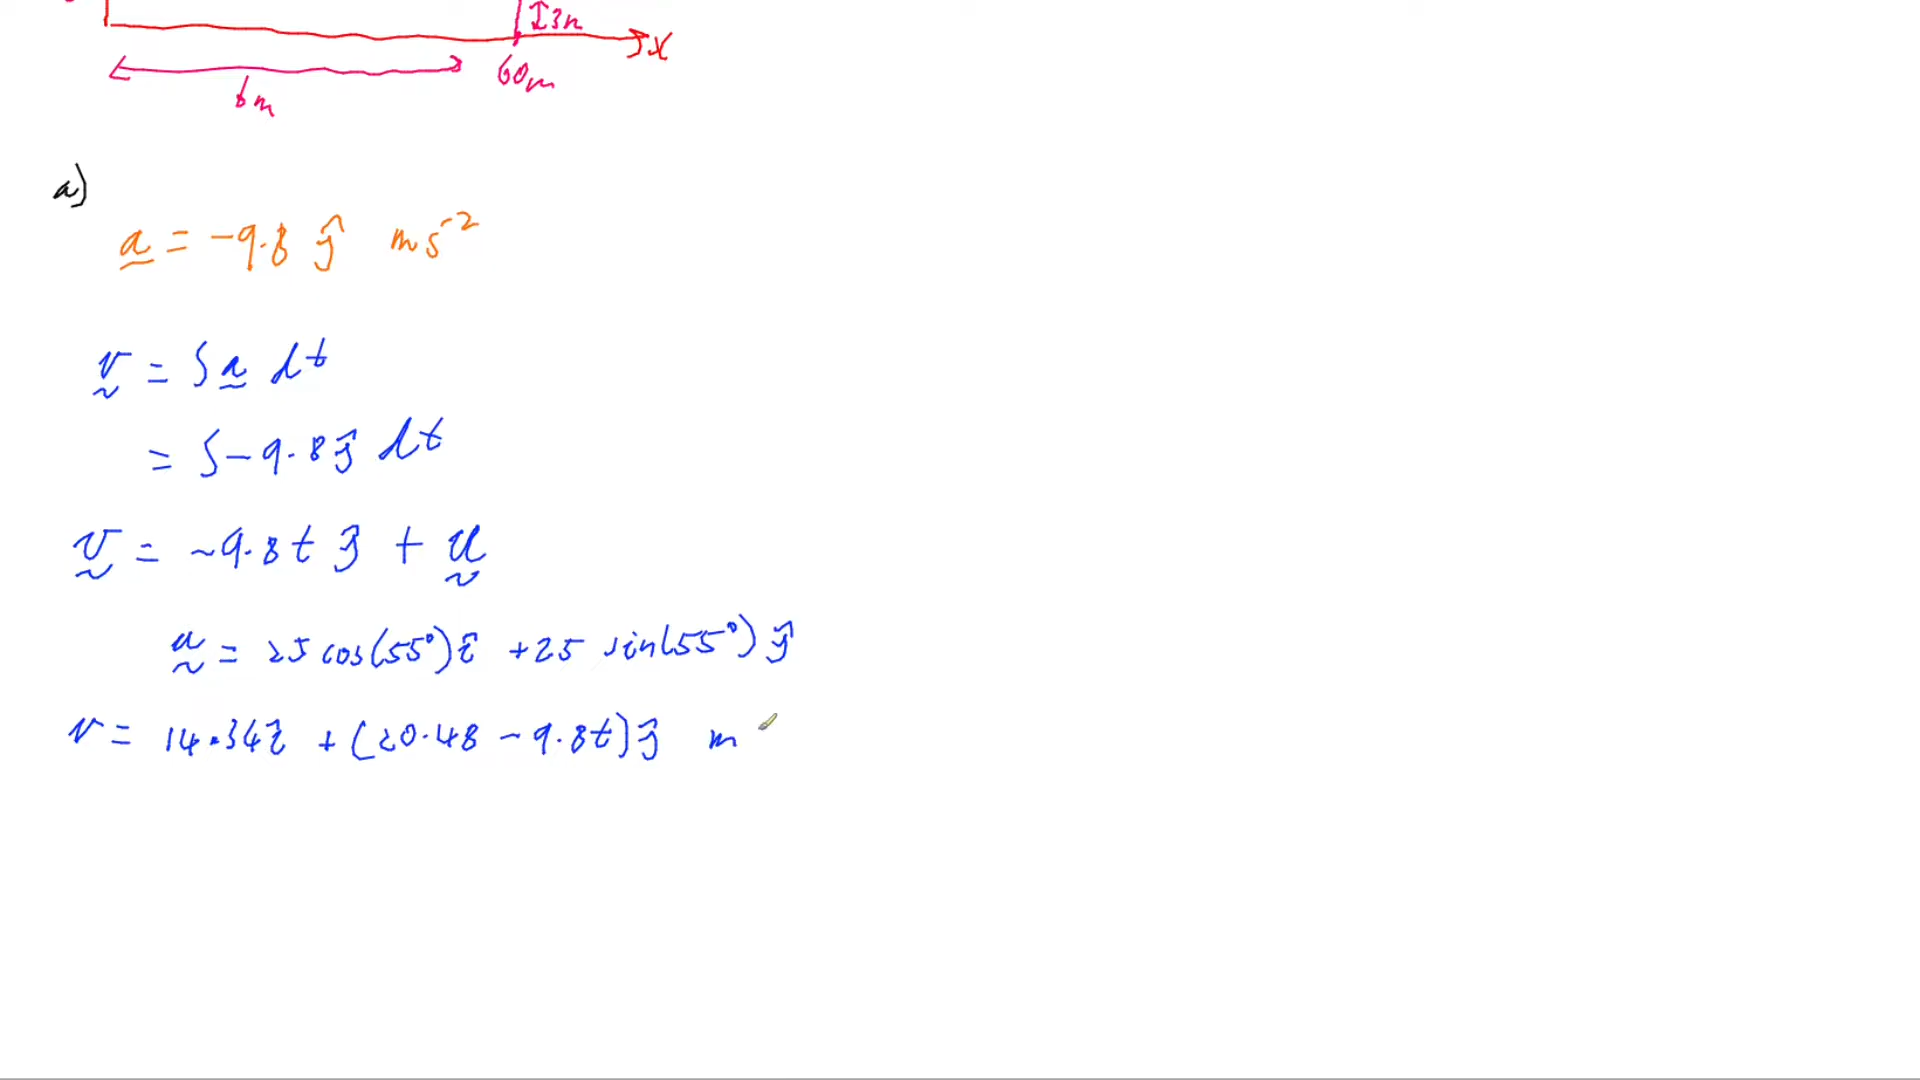 3m
x
60m
6m
a)
a = -9.8 ĵ ms⁻²
v = ∫ a dt
= ∫ -9.8 ĵ dt
v = -9.8t ĵ + u
u = 25 cos(55°) î + 25 sin(55°) ĵ
v = 14.34 î + (20.48 - 9.8t) ĵ m